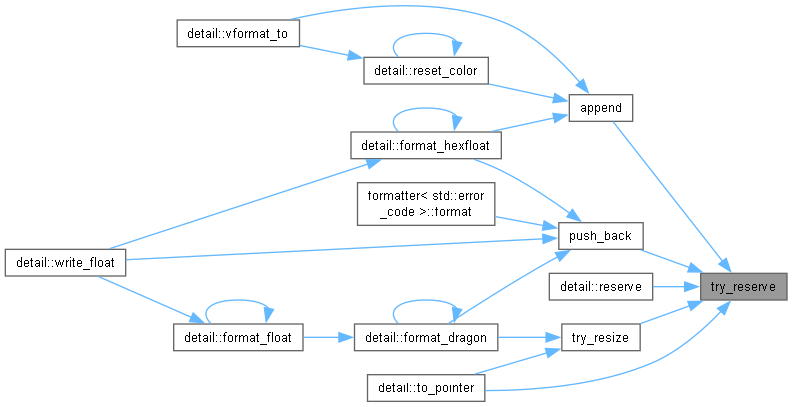 detail::vformat_to
detail::reset_color
append
detail::format_hexfloat
formatter< std::error
_code >::format
push_back
detail::write_float
detail::reserve
try_reserve
detail::format_float
detail::format_dragon
try_resize
detail::to_pointer